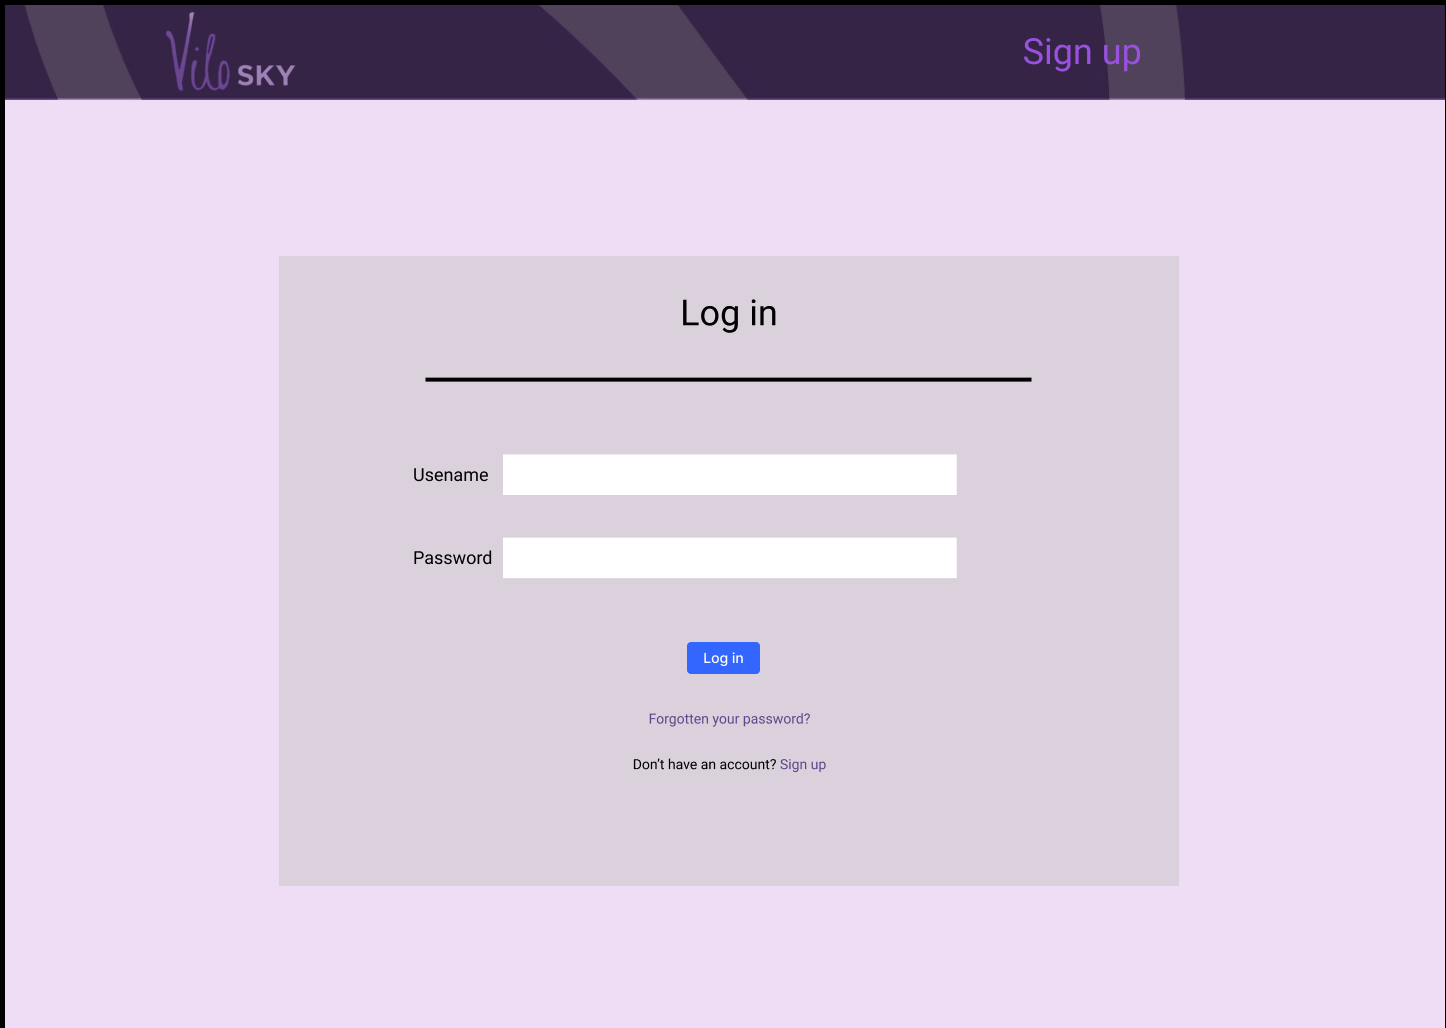 Vilo SKY
Sign up
Log in
Usename
Password
Log in
Forgotten your password?
Don't have an account? Sign up